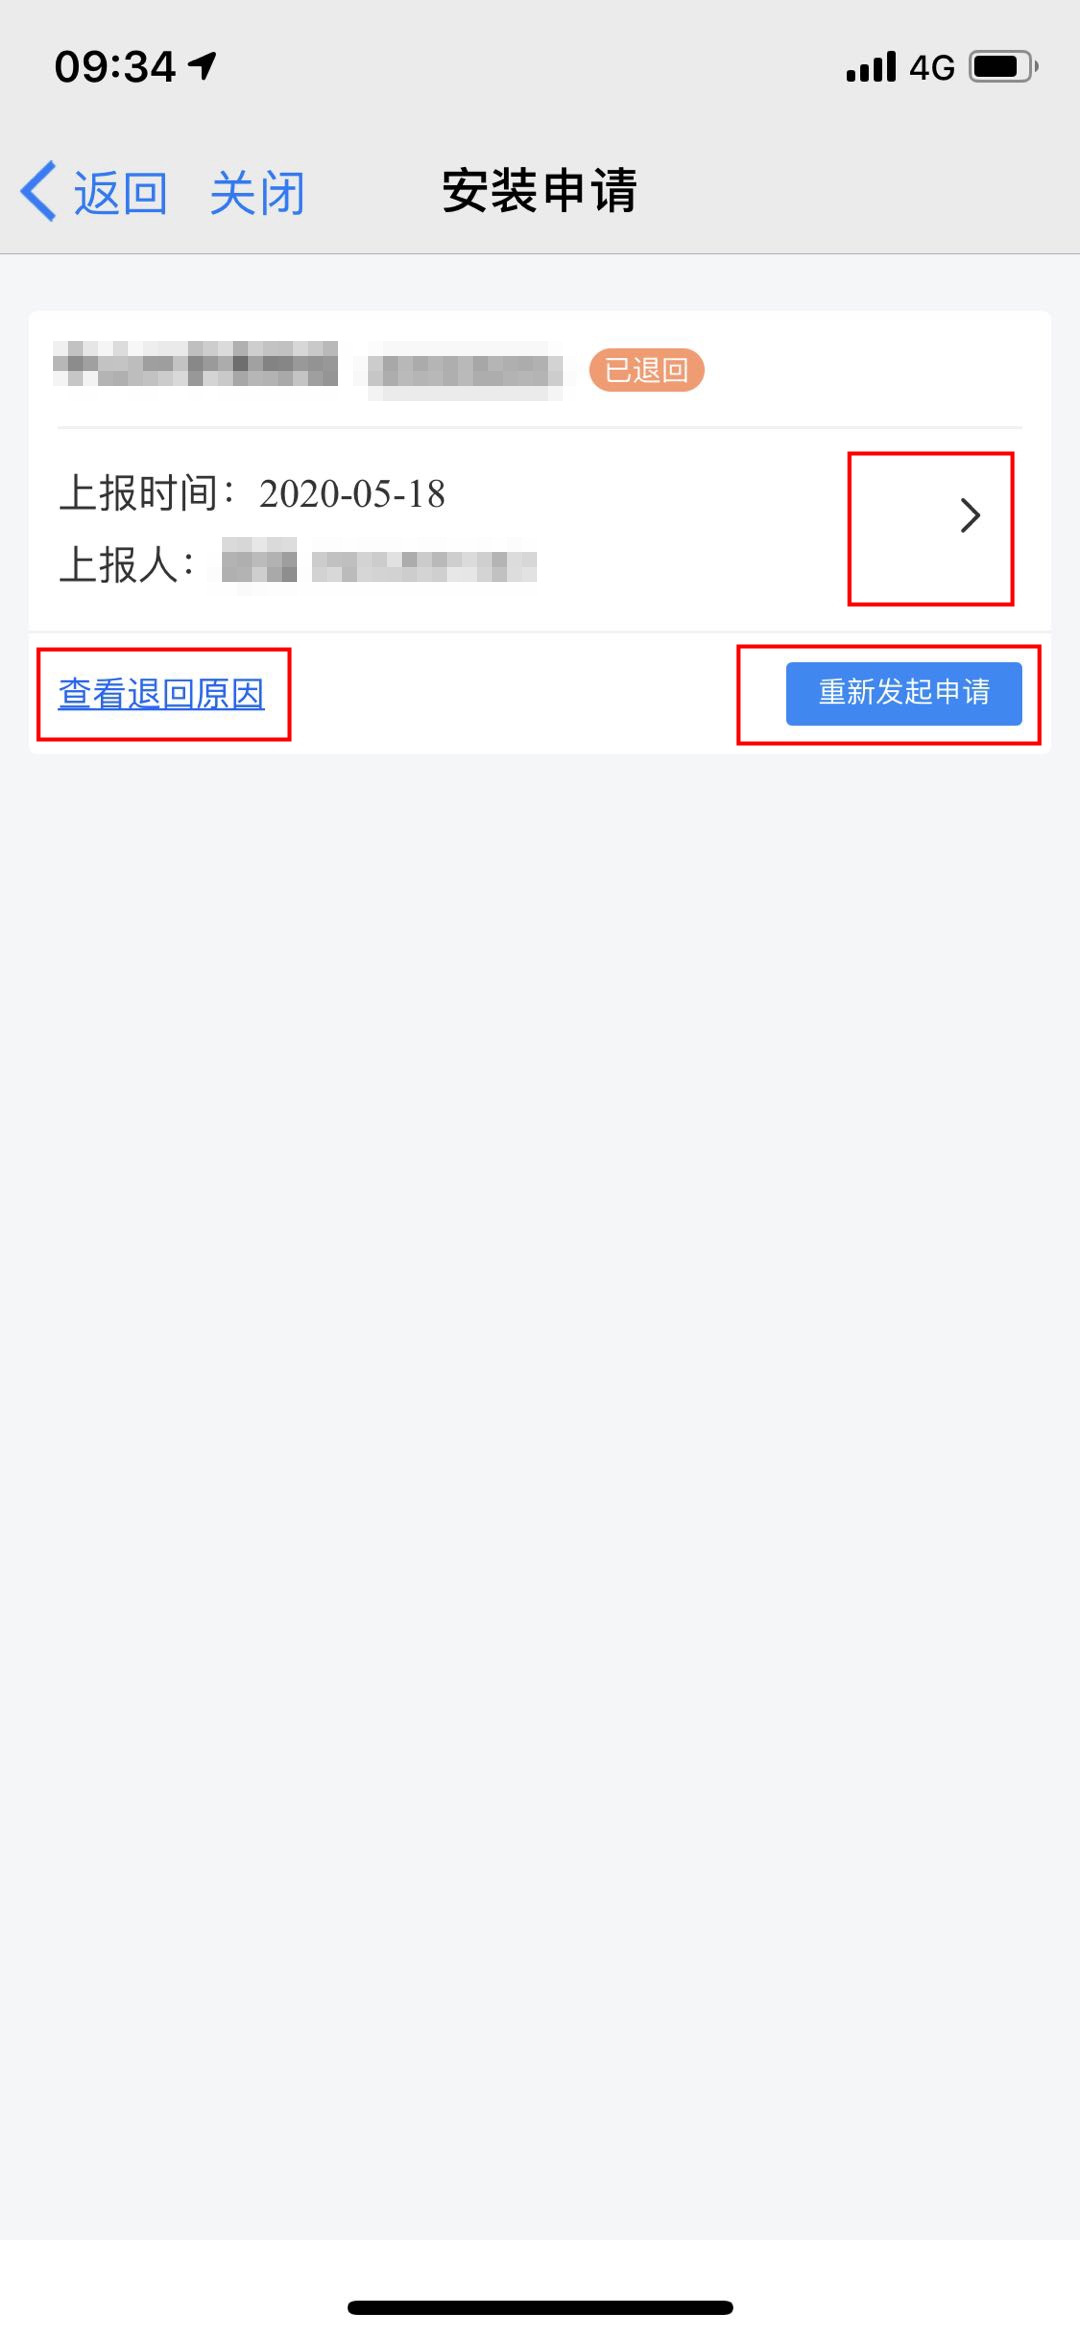 09:34 4G
返回 关闭 安装申请
已退回
上报时间：2020-05-18
上报人：
查看退回原因 重新发起申请